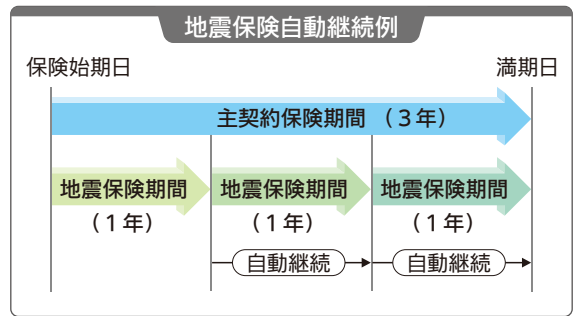 地震保険自動継続例
保険始期日 満期日
主契約保険期間 (3年)
地震保険期間 地震保険期間 地震保険期間
(1年) (1年) (1年)
自動継続 自動継続